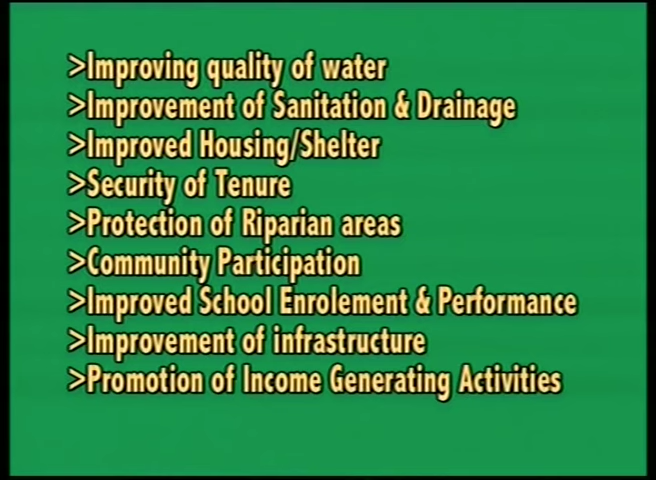 >Improving quality of water
>Improvement of Sanitation & Drainage
>Improved Housing/Shelter
>Security of Tenure
>Protection of Riparian areas
>Community Participation
>Improved School Enrolement & Performance
>Improvement of infrastructure
>Promotion of Income Generating Activities